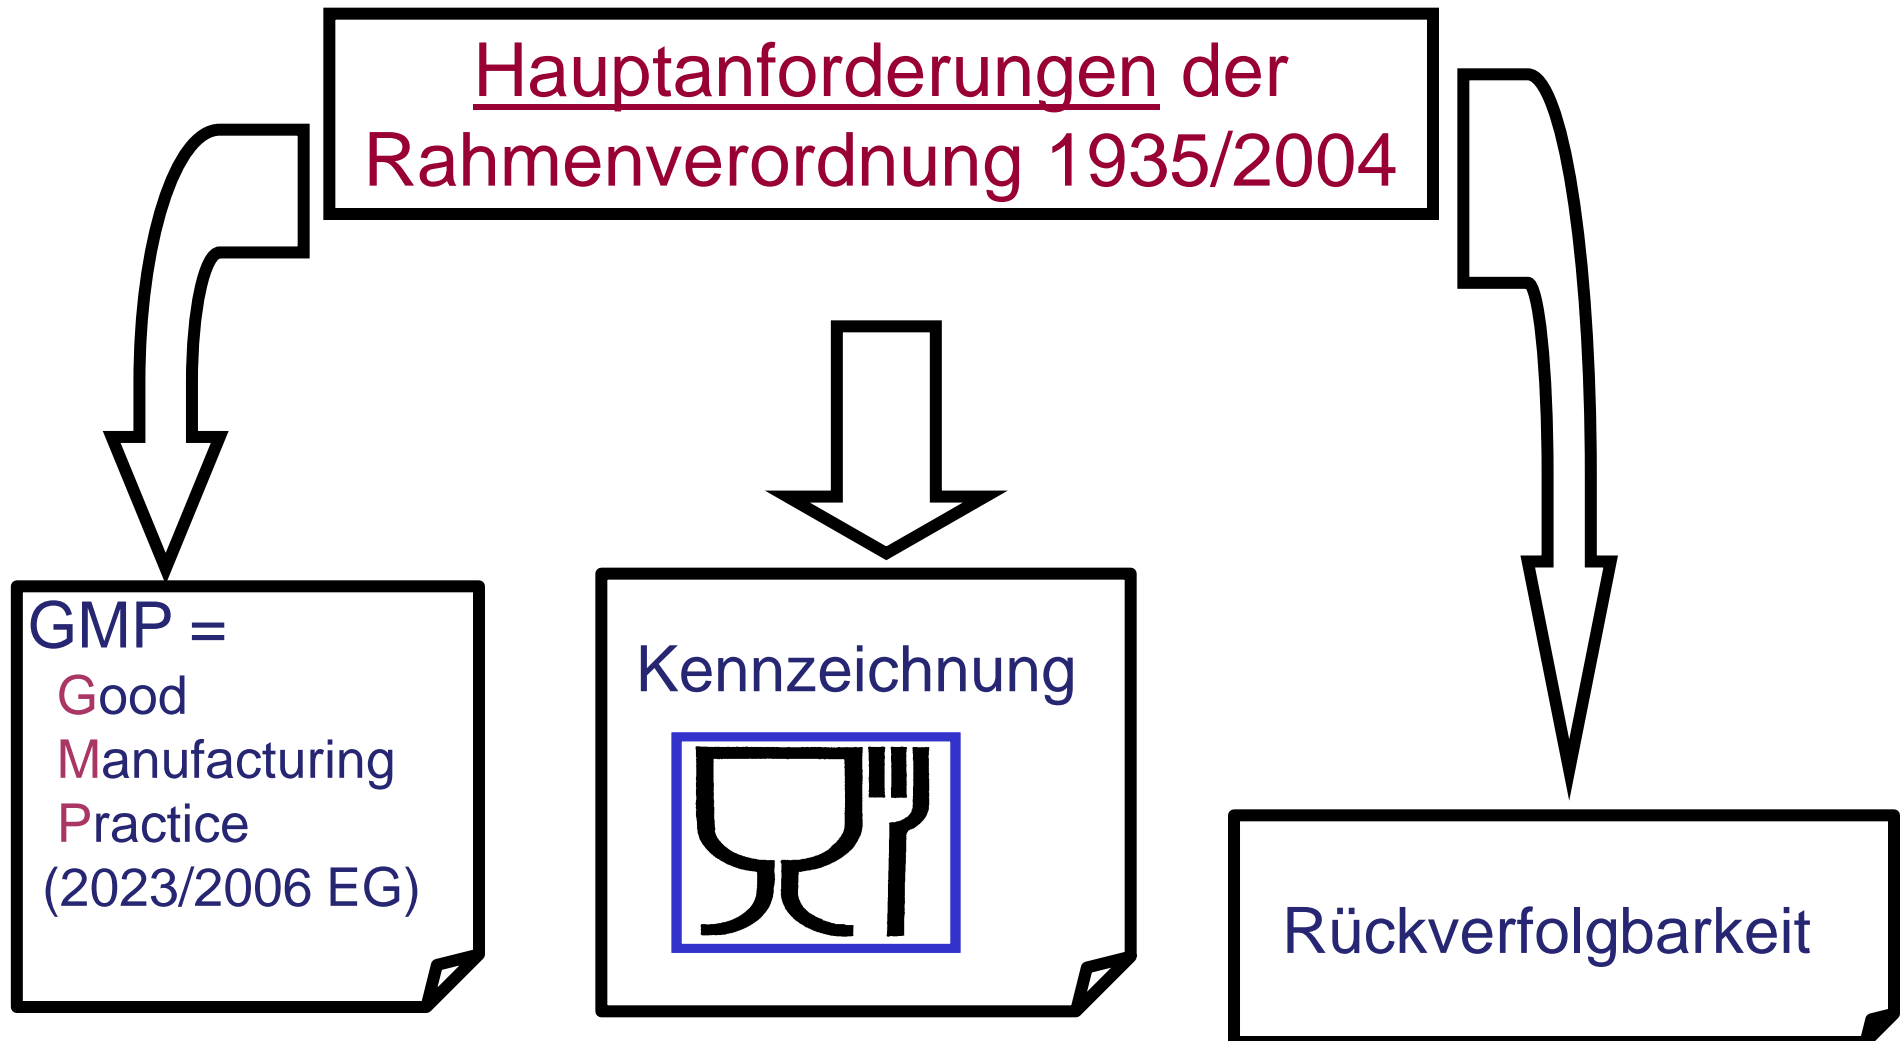 Hauptanforderungen der
Rahmenverordnung 1935/2004
GMP =
Good
Manufacturing
Practice
(2023/2006 EG)
Kennzeichnung
Rückverfolgbarkeit